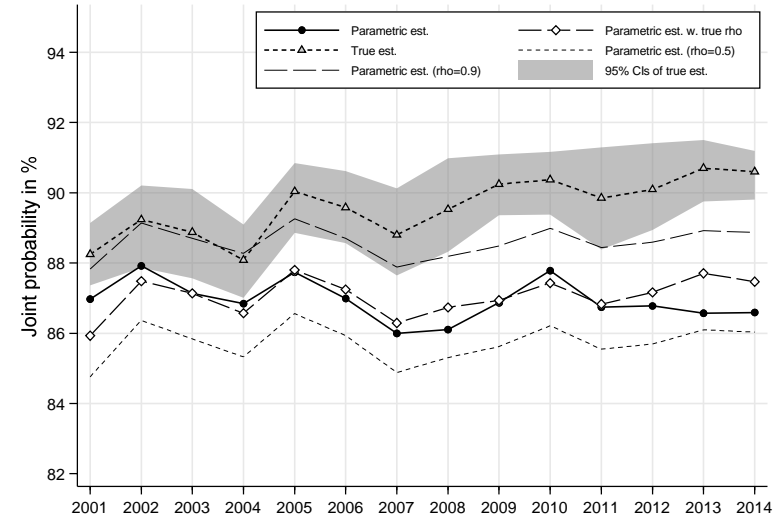 Parametric est.
Parametric est. w. true rho
True est.
Parametric est. (rho=0.5)
Parametric est. (rho=0.9)
95% CIs of true est.
Joint probability in %
94
92
90
88
86
84
82
2001 2002 2003 2004 2005 2006 2007 2008 2009 2010 2011 2012 2013 2014